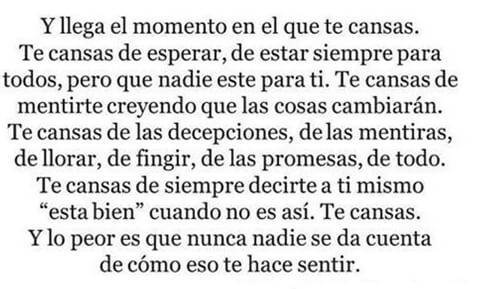 Y llega el momento en el que te cansas.
Te cansas de esperar, de estar siempre para
todos, pero que nadie este para ti. Te cansas de
mentirte creyendo que las cosas cambiarán.
Te cansas de las decepciones, de las mentiras,
de llorar, de fingir, de las promesas, de todo.
Te cansas de siempre decirte a ti mismo
“esta bien” cuando no es así. Te cansas.
Y lo peor es que nunca nadie se da cuenta
de cómo eso te hace sentir.